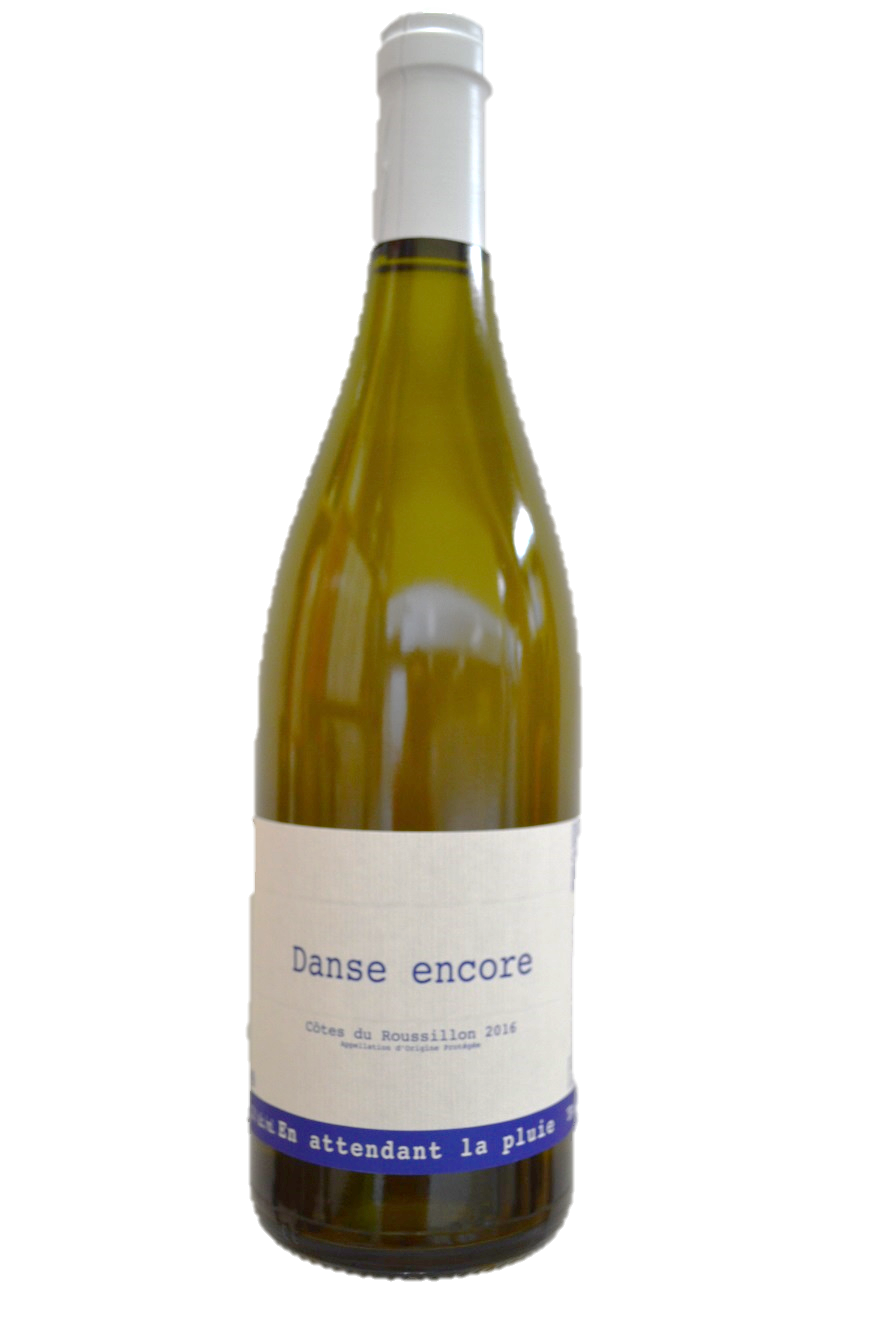 Danse encore
Côtes du Roussillon 2016
Appellation d'Origine Protégée
En attendant la pluie